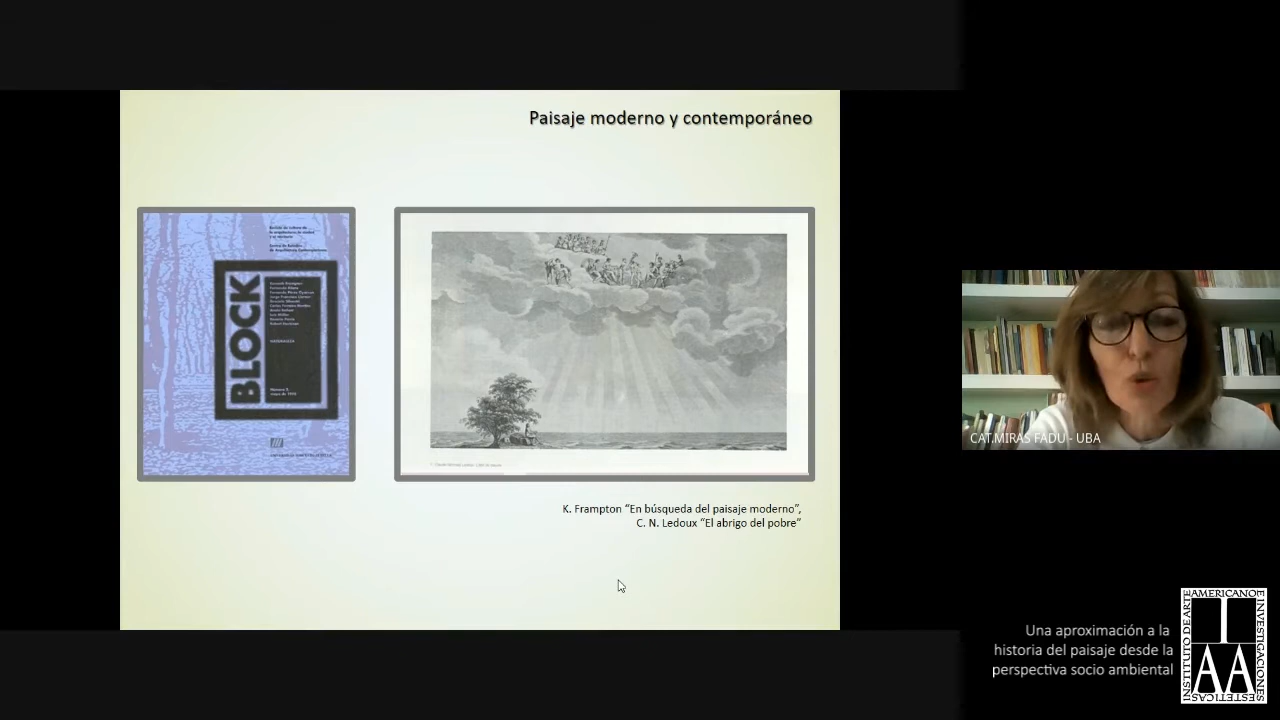 Paisaje moderno y contemporáneo
BLOCK
NATURALEZA
K. Frampton “En búsqueda del paisaje moderno”,
C. N. Ledoux “El abrigo del pobre”
CAT.MIRAS FADU - UBA
Una aproximación a la
historia del paisaje desde la
perspectiva socio ambiental
INSTITUTO DE ARTE
AMERICANO
E INVESTIGACIONES
ESTETICAS
IAA